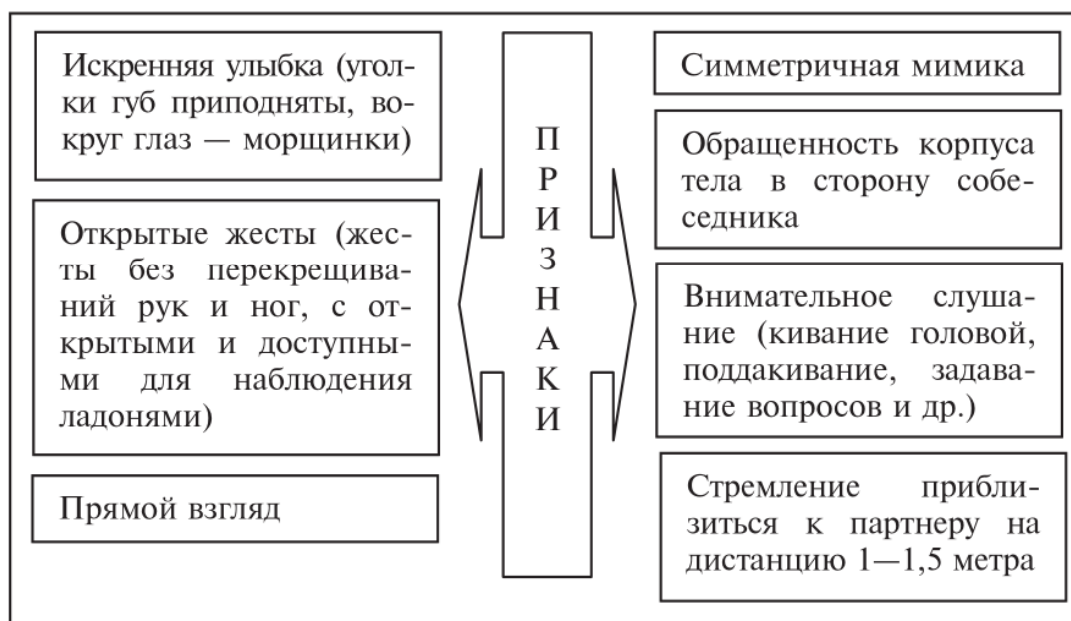 Искренняя улыбка (угол-
ки губ приподняты, во-
круг глаз — морщинки)
Открытые жесты (жес-
ты без перекрещива-
ний рук и ног, с от-
крытыми и доступны-
ми для наблюдения
ладонями)
Прямой взгляд
П
Р
И
З
Н
А
К
И
Симметричная мимика
Обращенность корпуса
тела в сторону собе-
седника
Внимательное слуша-
ние (кивание головой,
поддакивание, задава-
ние вопросов и др.)
Стремление прибли-
зиться к партнеру на
дистанцию 1—1,5 метра